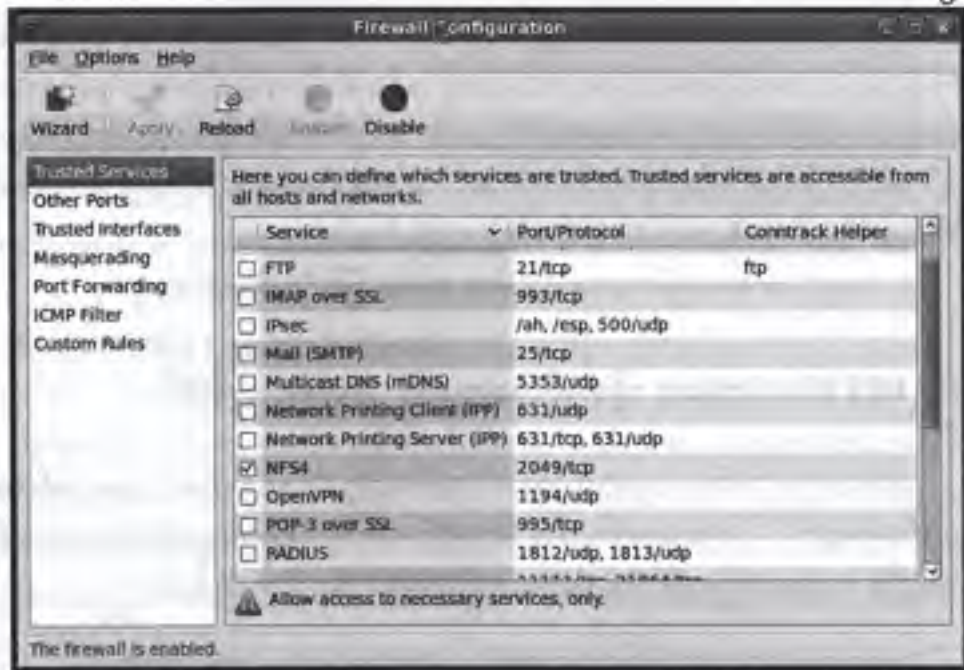 Firewall Configuration
File Options Help
Wizard Apply Reload Enable Disable
Trusted Services
Other Ports
Trusted Interfaces
Masquerading
Port Forwarding
ICMP Filter
Custom Rules
Here you can define which services are trusted. Trusted services are accessible from
all hosts and networks.
Service Port/Protocol Conntrack Helper
FTP 21/tcp ftp
IMAP over SSL 993/tcp
IPsec /ah, /esp, 500/udp
Mail (SMTP) 25/tcp
Multicast DNS (mDNS) 5353/udp
Network Printing Client (IPP) 631/udp
Network Printing Server (IPP) 631/tcp, 631/udp
NFS4 2049/tcp
OpenVPN 1194/udp
POP-3 over SSL 995/tcp
RADIUS 1812/udp, 1813/udp
Allow access to necessary services, only.
The firewall is enabled.